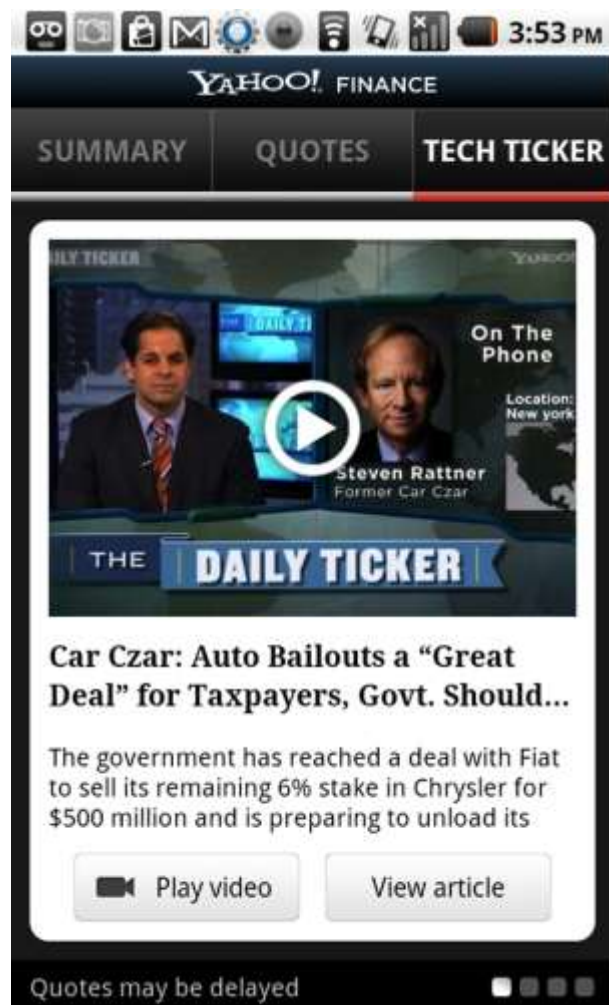 3:53 PM
YAHOO! FINANCE
SUMMARY QUOTES TECH TICKER
DAILY TICKER
YAHOO!
On The
Phone
Location:
New york
Steven Rattner
Former Car Czar
THE DAILY TICKER
Car Czar: Auto Bailouts a “Great
Deal” for Taxpayers, Govt. Should...
The government has reached a deal with Fiat
to sell its remaining 6% stake in Chrysler for
$500 million and is preparing to unload its
Play video View article
Quotes may be delayed